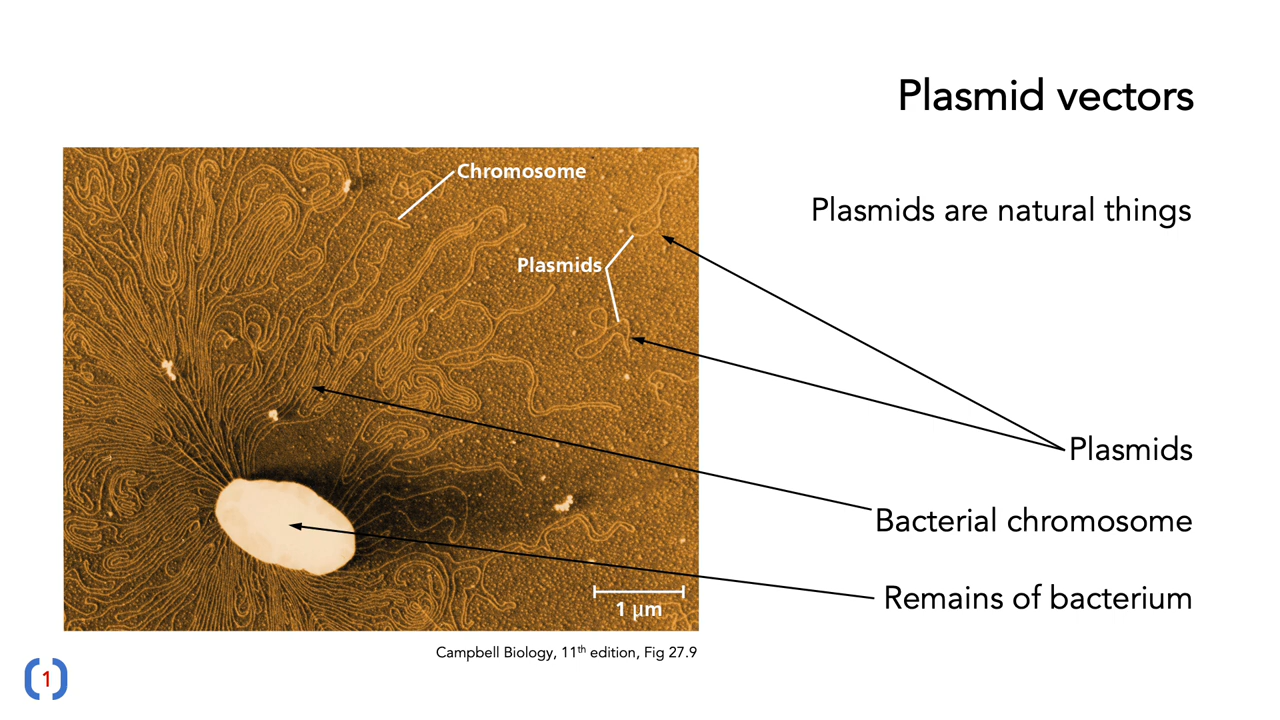 Plasmid vectors
Plasmids are natural things
Chromosome
Plasmids
Plasmids
Bacterial chromosome
Remains of bacterium
1 µm
Campbell Biology, 11th edition, Fig 27.9
1